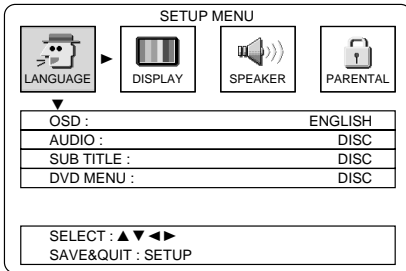 SETUP MENU
LANGUAGE ► DISPLAY SPEAKER PARENTAL
▼
OSD : ENGLISH
AUDIO : DISC
SUB TITLE : DISC
DVD MENU : DISC
SELECT : ▲ ▼ ◄ ►
SAVE&QUIT : SETUP